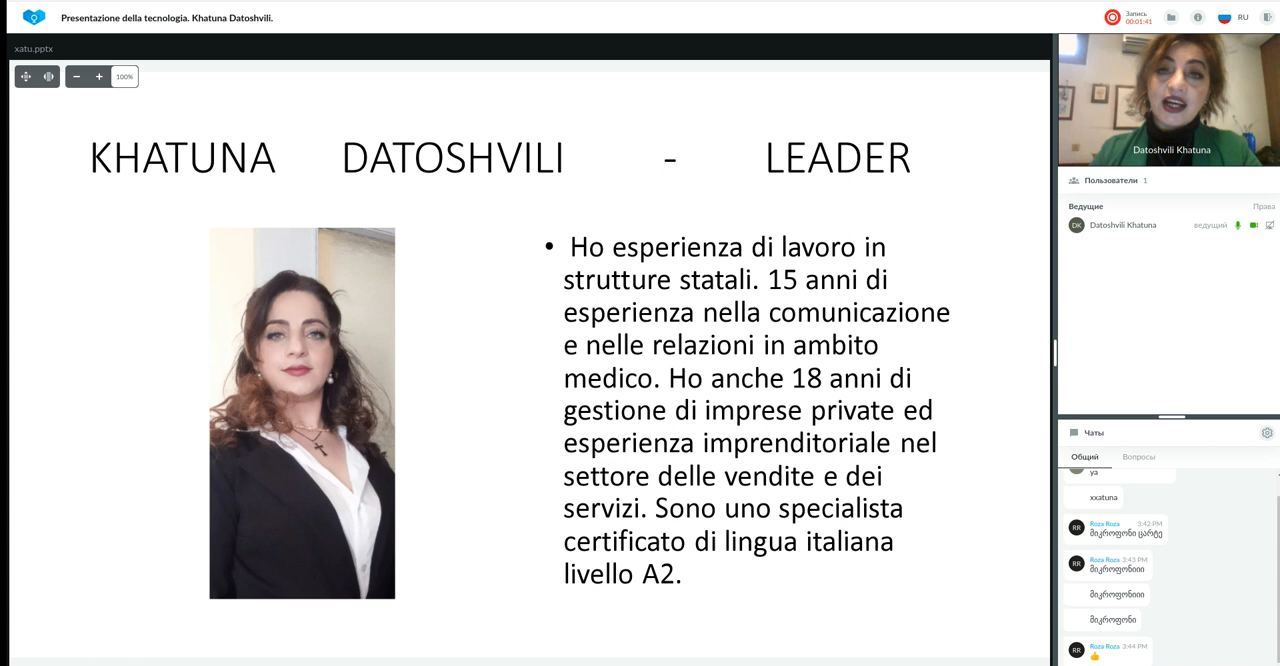 Presentazione della tecnologia. Khatuna Datoshvili.
Запись
00:01:41
RU
xatu.pptx
100%
KHATUNA DATOSHVILI - LEADER
• Ho esperienza di lavoro in
strutture statali. 15 anni di
esperienza nella comunicazione
e nelle relazioni in ambito
medico. Ho anche 18 anni di
gestione di imprese private ed
esperienza imprenditoriale nel
settore delle vendite e dei
servizi. Sono uno specialista
certificato di lingua italiana
livello A2.
Datoshvili Khatuna
Пользователи 1
Ведущие Права
DK Datoshvili Khatuna ведущий
Чаты
Общий Вопросы
ya
xxatuna
RR Roza Roza 3:42 PM
მიკროფონი ცარტე
RR Roza Roza 3:43 PM
მიკროფონიიი
მიკროფონიიი
მიკროფონი
RR Roza Roza 3:44 PM
👍